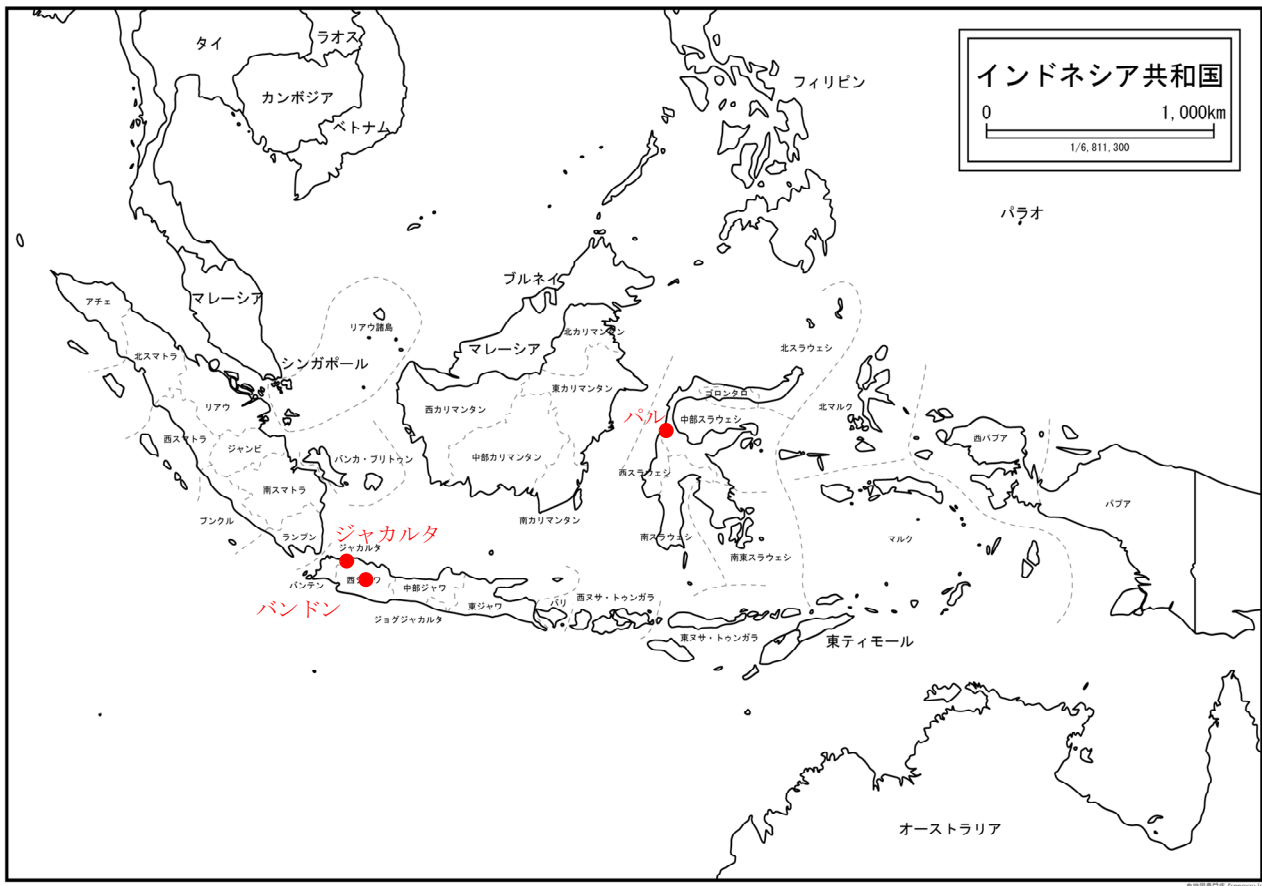 インドネシア共和国
0 1,000km
1/6,811,300
タイ
ラオス
カンボジア
ベトナム
フィリピン
パラオ
ブルネイ
マレーシア
マレーシア
シンガポール
アチェ
北スマトラ
リアウ諸島
リアウ
西スマトラ
ジャンビ
バンカ・ブリトゥン
南スマトラ
ブンクル
ランプン
北カリマンタン
東カリマンタン
西カリマンタン
中部カリマンタン
南カリマンタン
北スラウェシ
ゴロンタロ
中部スラウェシ
パル
西スラウェシ
南スラウェシ
南東スラウェシ
北マルク
マルク
西パプア
パプア
ジャカルタ
ジャカルタ
バンテン
中部ジャワ
東ジャワ
バリ
西ヌサ・トゥンガラ
バンドン
ジョグジャカルタ
東ヌサ・トゥンガラ
東ティモール
オーストラリア